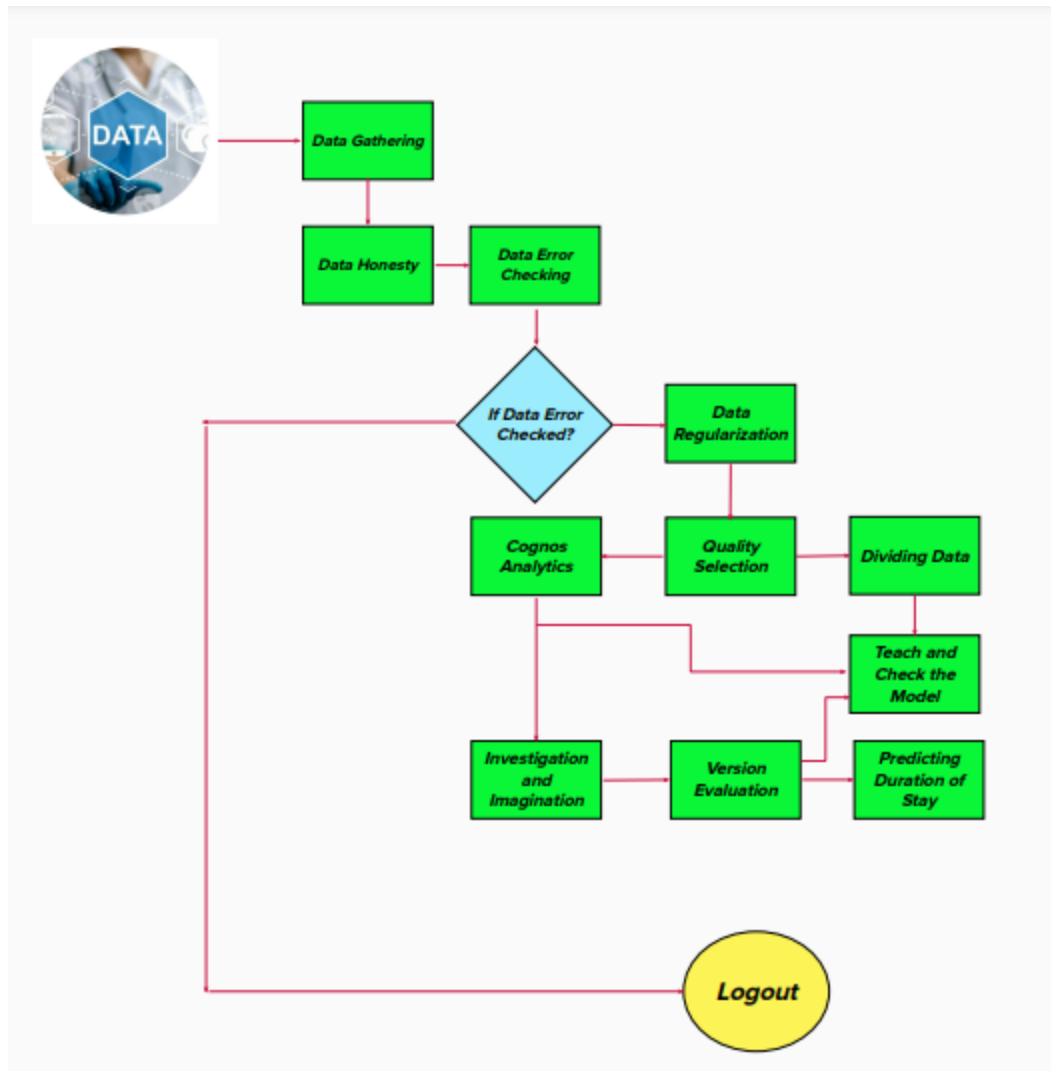 DATA
Data Gathering
Data Honesty
Data Error
Checking
If Data Error
Checked?
Data
Regularization
Cognos
Analytics
Quality
Selection
Dividing Data
Teach and
Check the
Model
Investigation
and
Imagination
Version
Evaluation
Predicting
Duration of
Stay
Logout